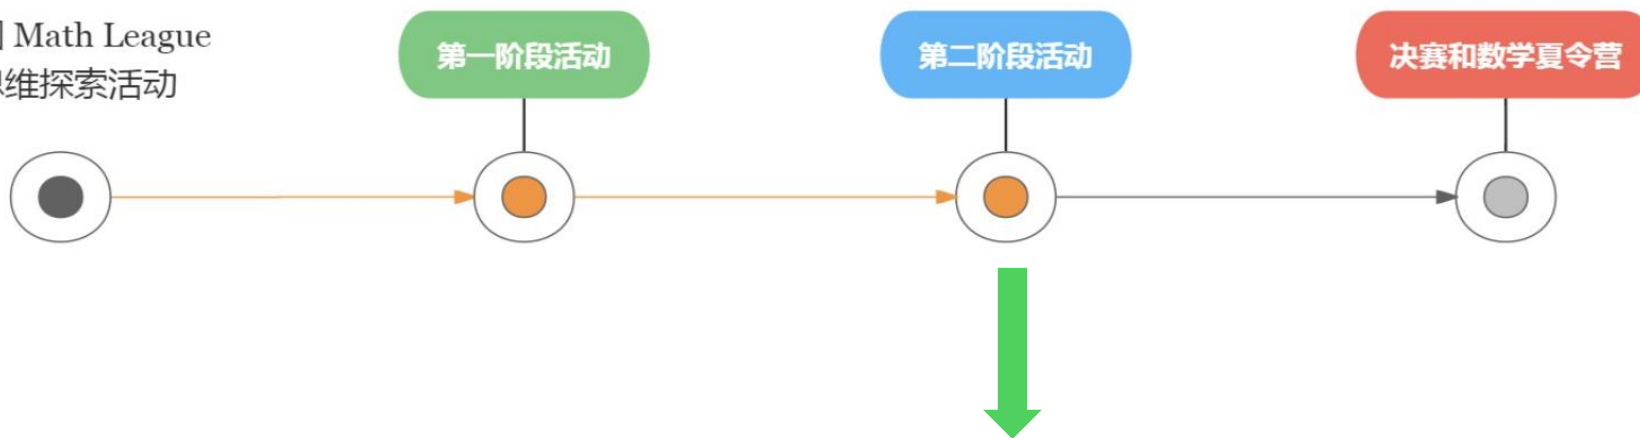 Math League
维探索活动
第一阶段活动
第二阶段活动
决赛和数学夏令营